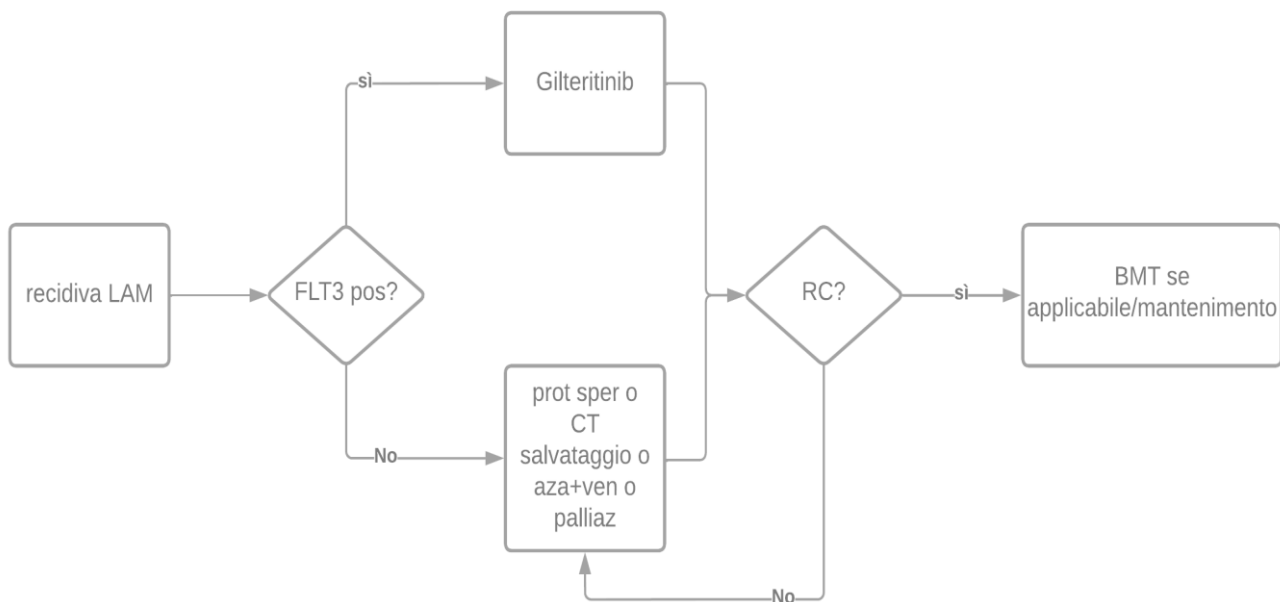 sì
Gilteritinib
recidiva LAM
FLT3 pos?
RC?
sì
BMT se
applicabile/mantenimento
No
prot sper o
CT
salvataggio o
aza+ven o
palliaz
No